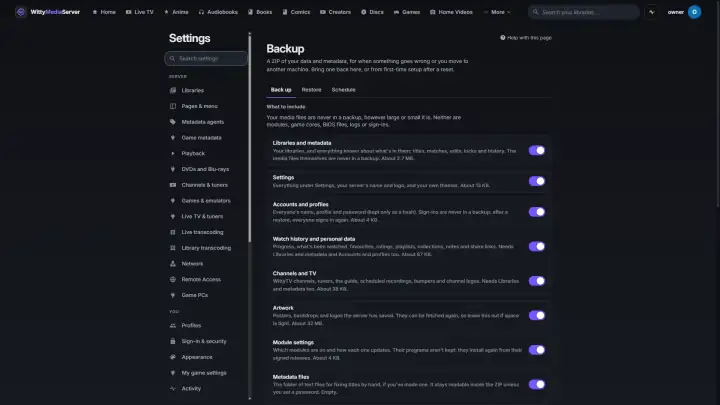 WittyMediaServer
Home
Live TV
Anime
Audiobooks
Books
Comics
Creators
Discs
Games
Home Videos
More
Search your libraries...
owner
D
Settings
Search settings
SERVER
Libraries
Pages & menu
Metadata agents
Game metadata
Playback
DVDs and Blu-rays
Channels & tuners
Games & emulators
Live TV & tuners
Live transcoding
Library transcoding
Network
Remote Access
Game PCs
YOU
Profiles
Sign-in & security
Appearance
My game settings
Activity
Help with this page
Backup
A ZIP of your data and metadata, for when something goes wrong or you move to
another machine. Bring one back here, or from first-time setup after a reset.
Back up
Restore
Schedule
What to include
Your media files are never in a backup, however large or small it is. Neither are
modules, game cores, BIOS files, logs or sign-ins.
Libraries and metadata
Your libraries, and everything known about what's in them: titles, matches, edits, locks and history. The
media files themselves are never in a backup. About 2.7 MB.
Settings
Everything under Settings, your server's name and logo, and your own themes. About 13 KB.
Accounts and profiles
Everyone's name, profile and password (kept only as a hash). Sign-ins are never in a backup; after a
restore, everyone signs in again. About 4 KB.
Watch history and personal data
Progress, what's been watched, favourites, ratings, playlists, collections, notes and share links. Needs
Libraries and metadata and Accounts and profiles too. About 67 KB.
Channels and TV
WittyTV channels, tuners, the guide, scheduled recordings, bumpers and channel logos. Needs Libraries
and metadata too. About 38 KB.
Artwork
Posters, backdrops and logos the server has saved. They can be fetched again, so leave this out if space
is tight. About 32 MB.
Module settings
Which modules are on and how each one updates. Their programs aren't kept: they install again from their
signed releases. About 4 KB.
Metadata files
The folder of text files for fixing titles by hand, if you've made one. It stays readable inside the ZIP unless
you set a password. Empty.